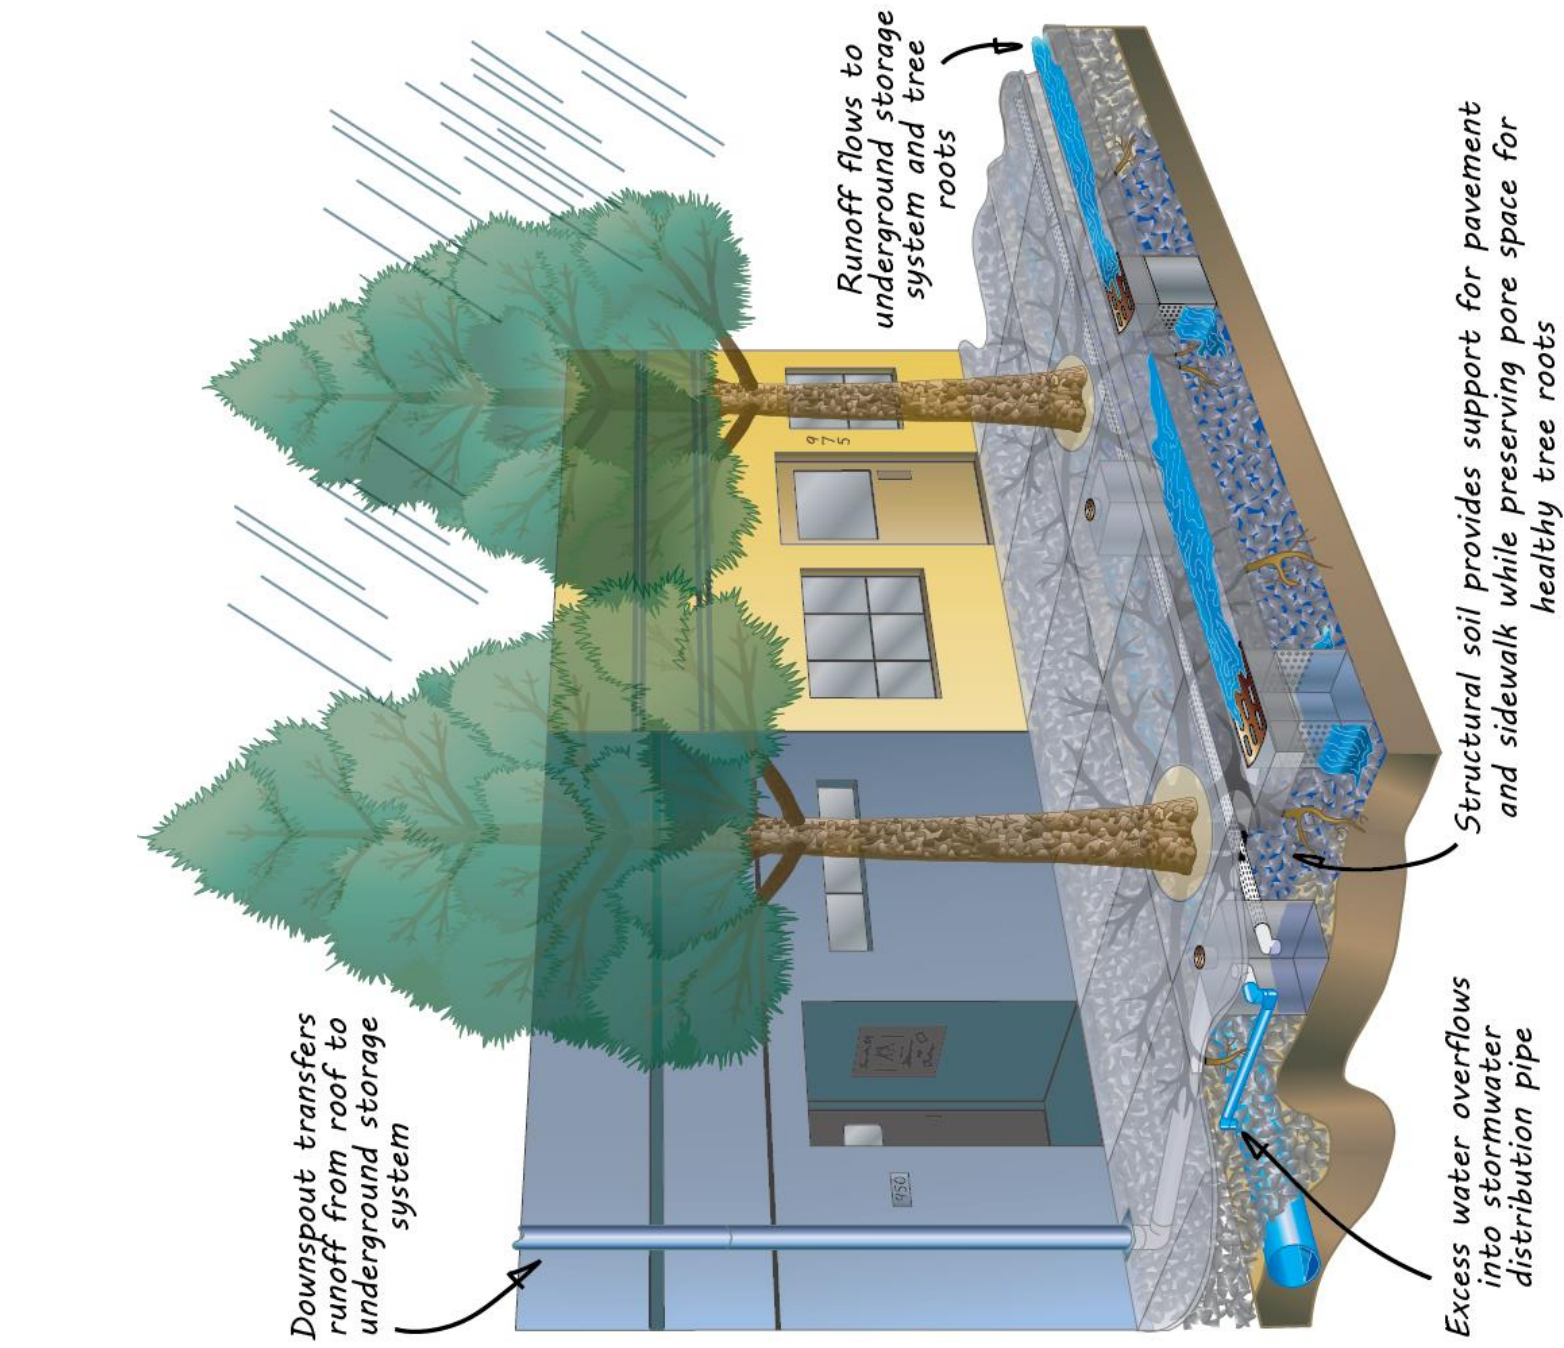 Downspout transfers
runoff from roof to
underground storage
system
Runoff flows to
underground storage
system and tree
roots
975
950
Excess water overflows
into stormwater
distribution pipe
Structural soil provides support for pavement
and sidewalk while preserving pore space for
healthy tree roots